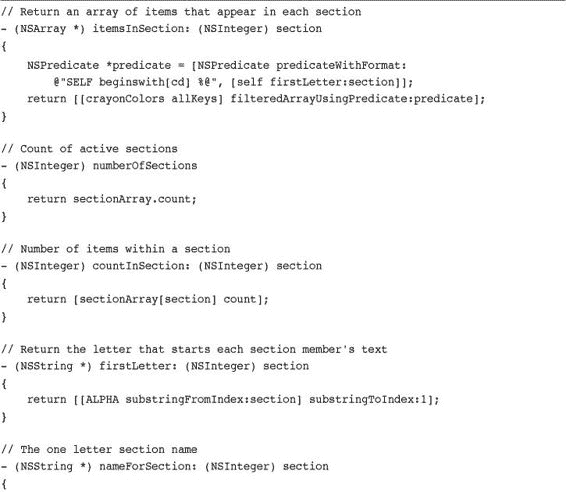 // Return an array of items that appear in each section
- (NSArray *) itemsInSection: (NSInteger) section
{
    NSPredicate *predicate = [NSPredicate predicateWithFormat:
        @"SELF beginswith[cd] %@", [self firstLetter:section]];
    return [[crayonColors allKeys] filteredArrayUsingPredicate:predicate];
}

// Count of active sections
- (NSInteger) numberOfSections
{
    return sectionArray.count;
}

// Number of items within a section
- (NSInteger) countInSection: (NSInteger) section
{
    return [sectionArray[section] count];
}

// Return the letter that starts each section member's text
- (NSString *) firstLetter: (NSInteger) section
{
    return [[ALPHA substringFromIndex:section] substringToIndex:1];
}

// The one letter section name
- (NSString *) nameForSection: (NSInteger) section
{